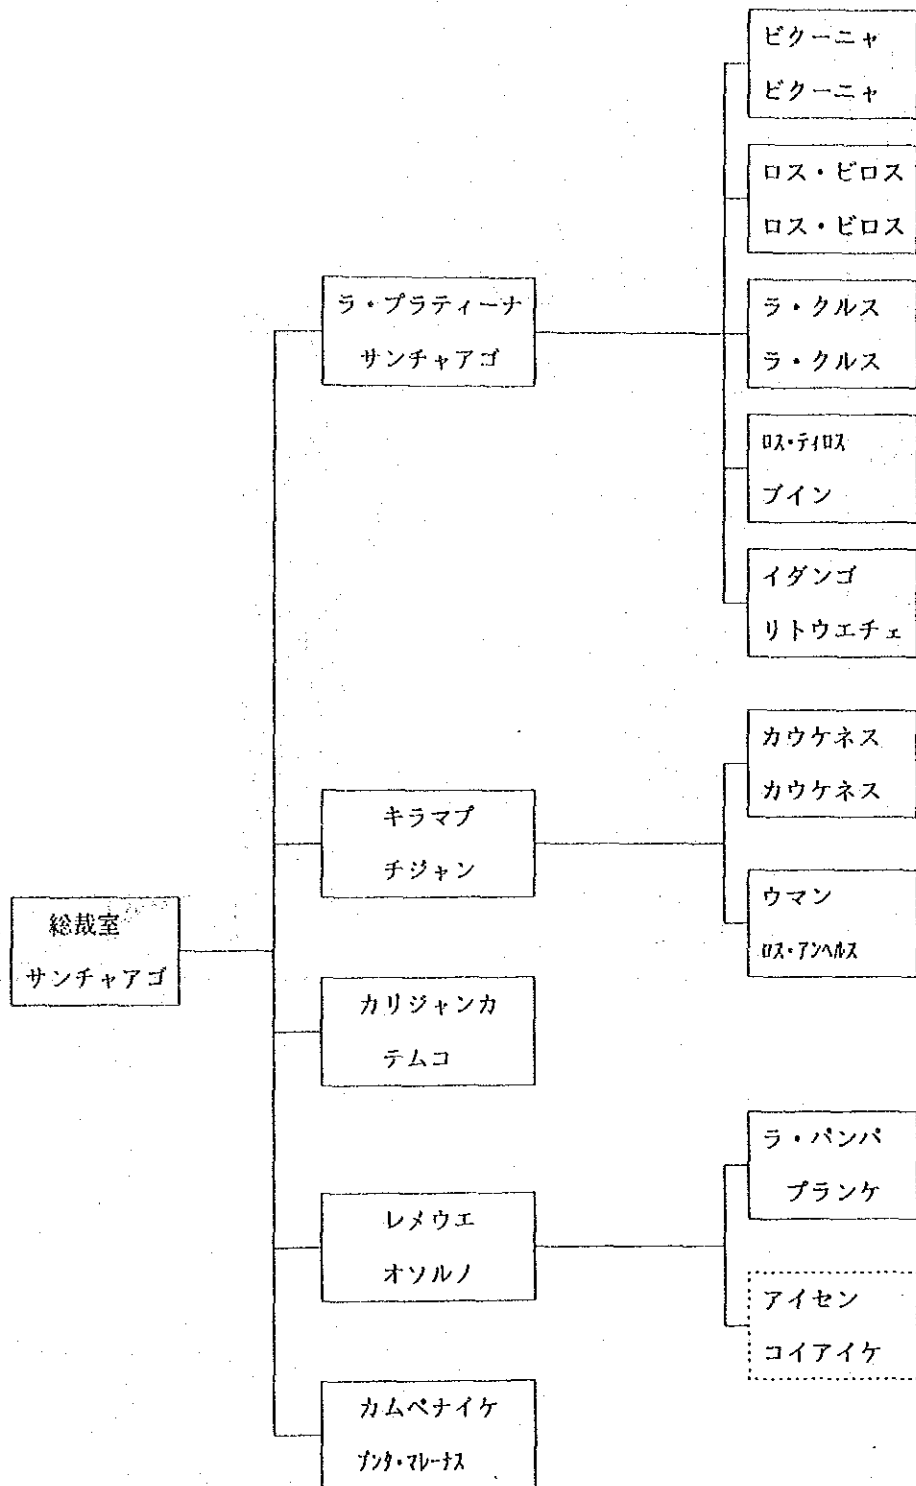 総裁室
サンチャアゴ
ラ・プラティーナ
サンチャアゴ
ビクーニャ
ビクーニャ
ロス・ビロス
ロス・ビロス
ラ・クルス
ラ・クルス
ロス・ティロス
ブイン
イダンゴ
リトウエチェ
キラマプ
チジャン
カウケネス
カウケネス
ウマン
ロス・アンヘルス
カリジャンカ
テムコ
レメウエ
オソルノ
ラ・パンパ
プランケ
アイセン
コイアイケ
カムペナイケ
プンタ・マレーナス